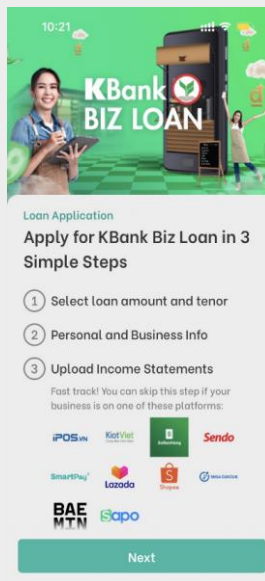 10:21
KBank
BIZ LOAN
Loan Application
Apply for KBank Biz Loan in 3
Simple Steps
1 Select loan amount and tenor
2 Personal and Business Info
3 Upload Income Statements
Fast track! You can skip this step if your
business is on one of these platforms:
iPOS.VN KiotViet Sendo
SmartPay Lazada Shopee
BAE
MIN Sapo
Next